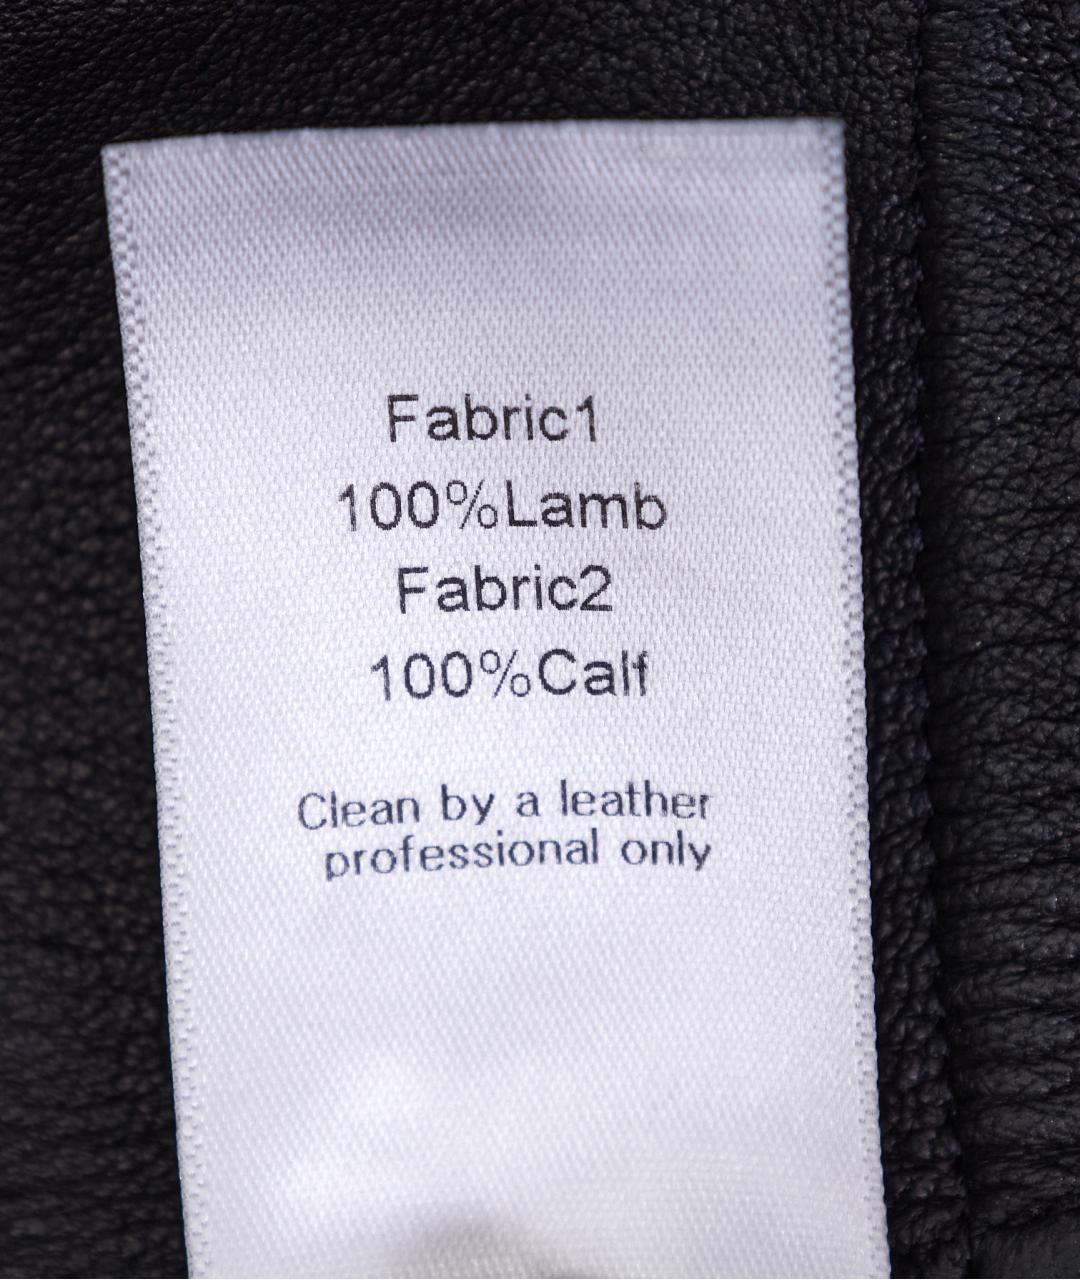 Fabric1
100%Lamb
Fabric2
100%Calf
Clean by a leather
professional only